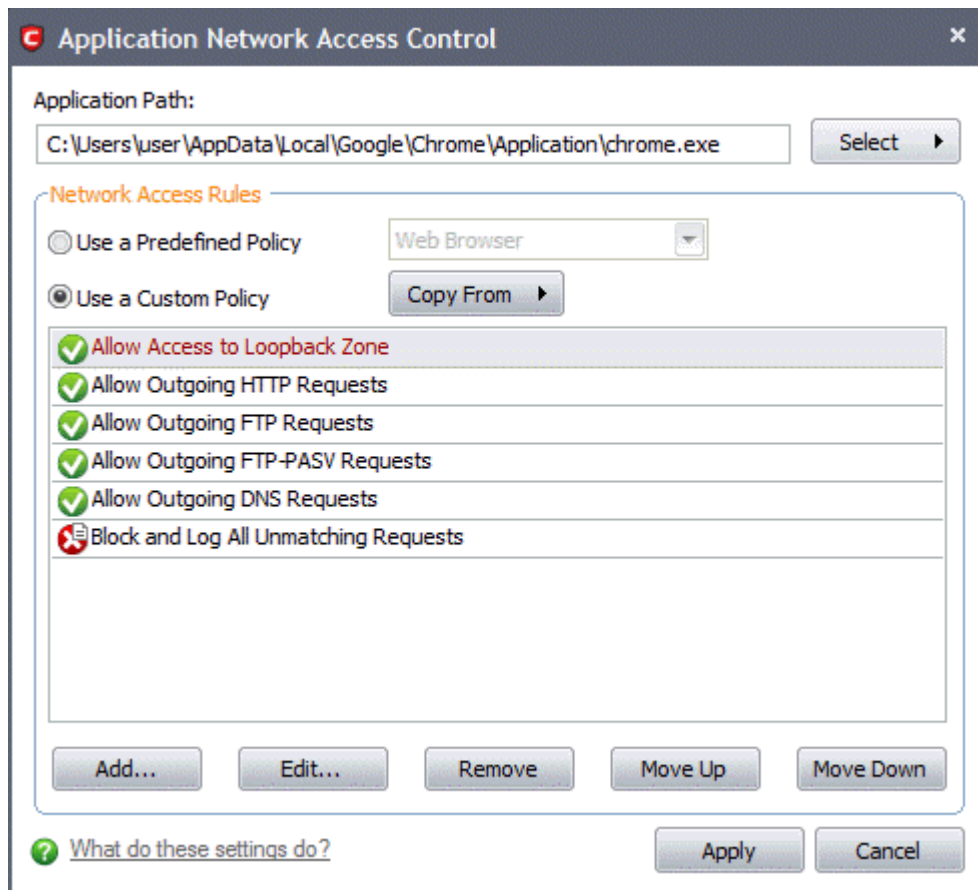 Application Network Access Control
Application Path:
C:\Users\user\AppData\Local\Google\Chrome\Application\chrome.exe
Select
Network Access Rules
Use a Predefined Policy
Web Browser
Use a Custom Policy
Copy From
Allow Access to Loopback Zone
Allow Outgoing HTTP Requests
Allow Outgoing FTP Requests
Allow Outgoing FTP-PASV Requests
Allow Outgoing DNS Requests
Block and Log All Unmatching Requests
Add...
Edit...
Remove
Move Up
Move Down
What do these settings do?
Apply
Cancel